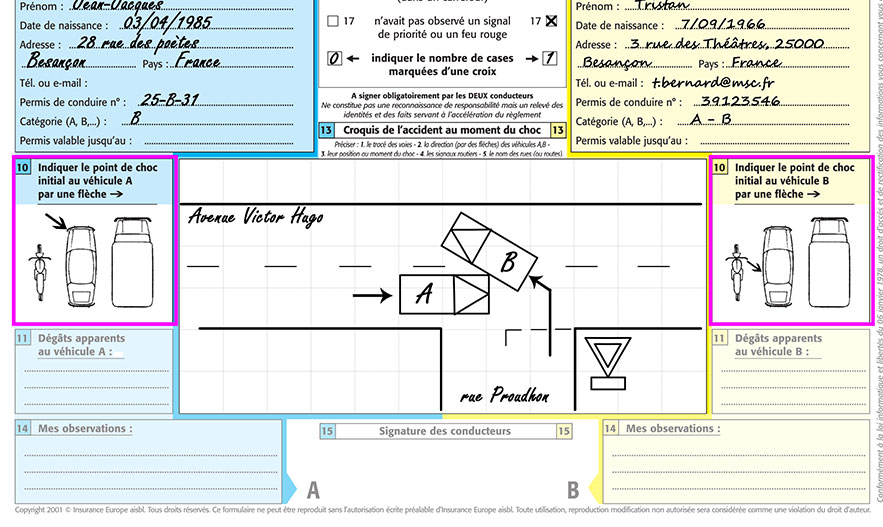 Prénom : Jean-Jacques
Date de naissance : 03/04/1985
Adresse : 28 rue des poètes
Besançon Pays : France
Tél. ou e-mail :
Permis de conduire n° : 25-B-31
Catégorie (A, B,...) : B
Permis valable jusqu'au :
17 n'avait pas observé un signal 17
de priorité ou un feu rouge
0 ← indiquer le nombre de cases → 1
marquées d'une croix
A signer obligatoirement par les DEUX conducteurs
Ne constitue pas une reconnaissance de responsabilité mais un relevé des
identités et des faits servant à l'accélération du règlement
13 Croquis de l'accident au moment du choc 13
Préciser : 1. le tracé des voies - 2. la direction (par des flèches) des véhicules A,B -
3. leur position au moment du choc - 4. les signaux routiers - 5. le nom des rues (ou routes).
Prénom : Tristan
Date de naissance : 7/09/1966
Adresse : 3 rue des Théâtres, 25000
Besançon Pays : France
Tél. ou e-mail : t.bernard@msc.fr
Permis de conduire n° : 39123546
Catégorie (A, B,...) : A - B
Permis valable jusqu'au :
10 Indiquer le point de choc
initial au véhicule A
par une flèche →
Avenue Victor Hugo
A
B
rue Proudhon
10 Indiquer le point de choc
initial au véhicule B
par une flèche →
11 Dégâts apparents
au véhicule A :
11 Dégâts apparents
au véhicule B :
14 Mes observations :
15 Signature des conducteurs 15
A B
14 Mes observations :
Copyright 2001 © Insurance Europe aisbl. Tous droits réservés. Ce formulaire ne peut être reproduit sans l'autorisation écrite préalable d'Insurance Europe aisbl. Toute utilisation, reproduction modification non autorisée sera considérée comme une violation du droit d'auteur.
Conformément à la loi informatique et libertés du 06 janvier 1978, un droit d'accès et de rectification des informations vous concernant